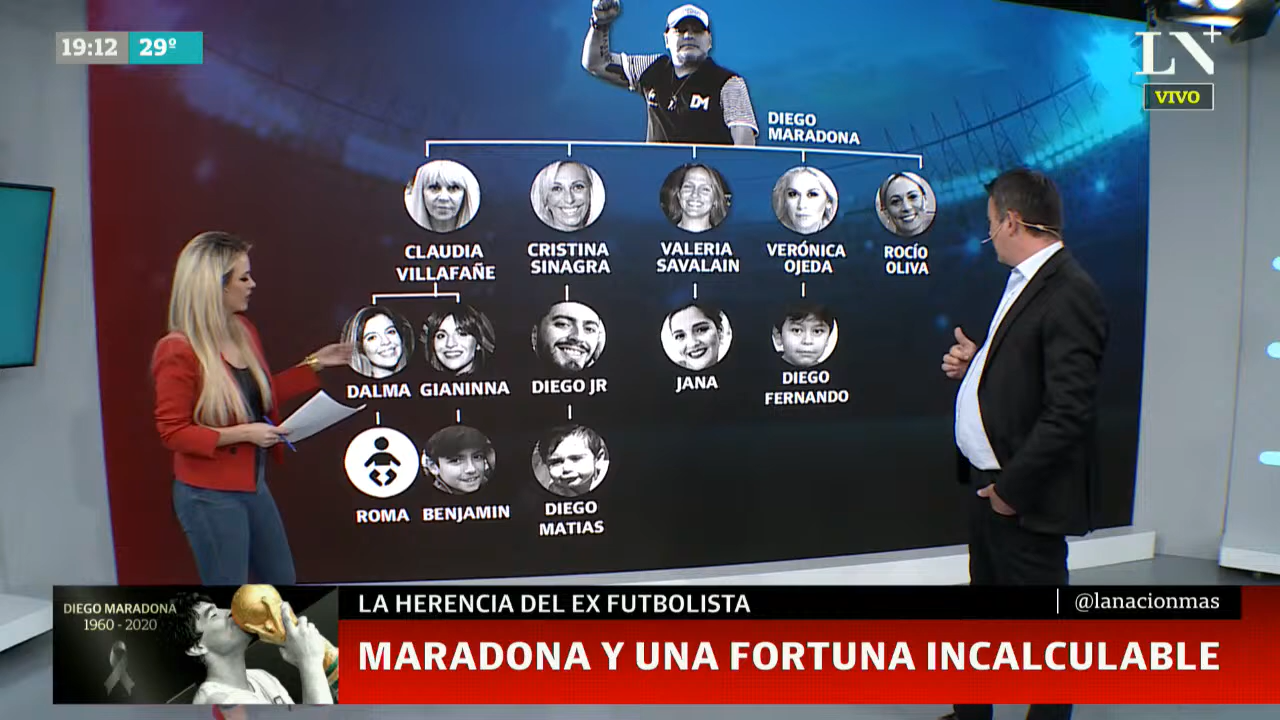 19:12 29º
LN+
VIVO
DM
DIEGO
MARADONA
CLAUDIA
VILLAFAÑE
CRISTINA
SINAGRA
VALERIA
SAVALAIN
VERÓNICA
OJEDA
ROCÍO
OLIVA
DALMA
GIANINNA
DIEGO JR
JANA
DIEGO
FERNANDO
ROMA
BENJAMIN
DIEGO
MATIAS
DIEGO MARADONA
1960 - 2020
LA HERENCIA DEL EX FUTBOLISTA
@lanacionmas
MARADONA Y UNA FORTUNA INCALCULABLE